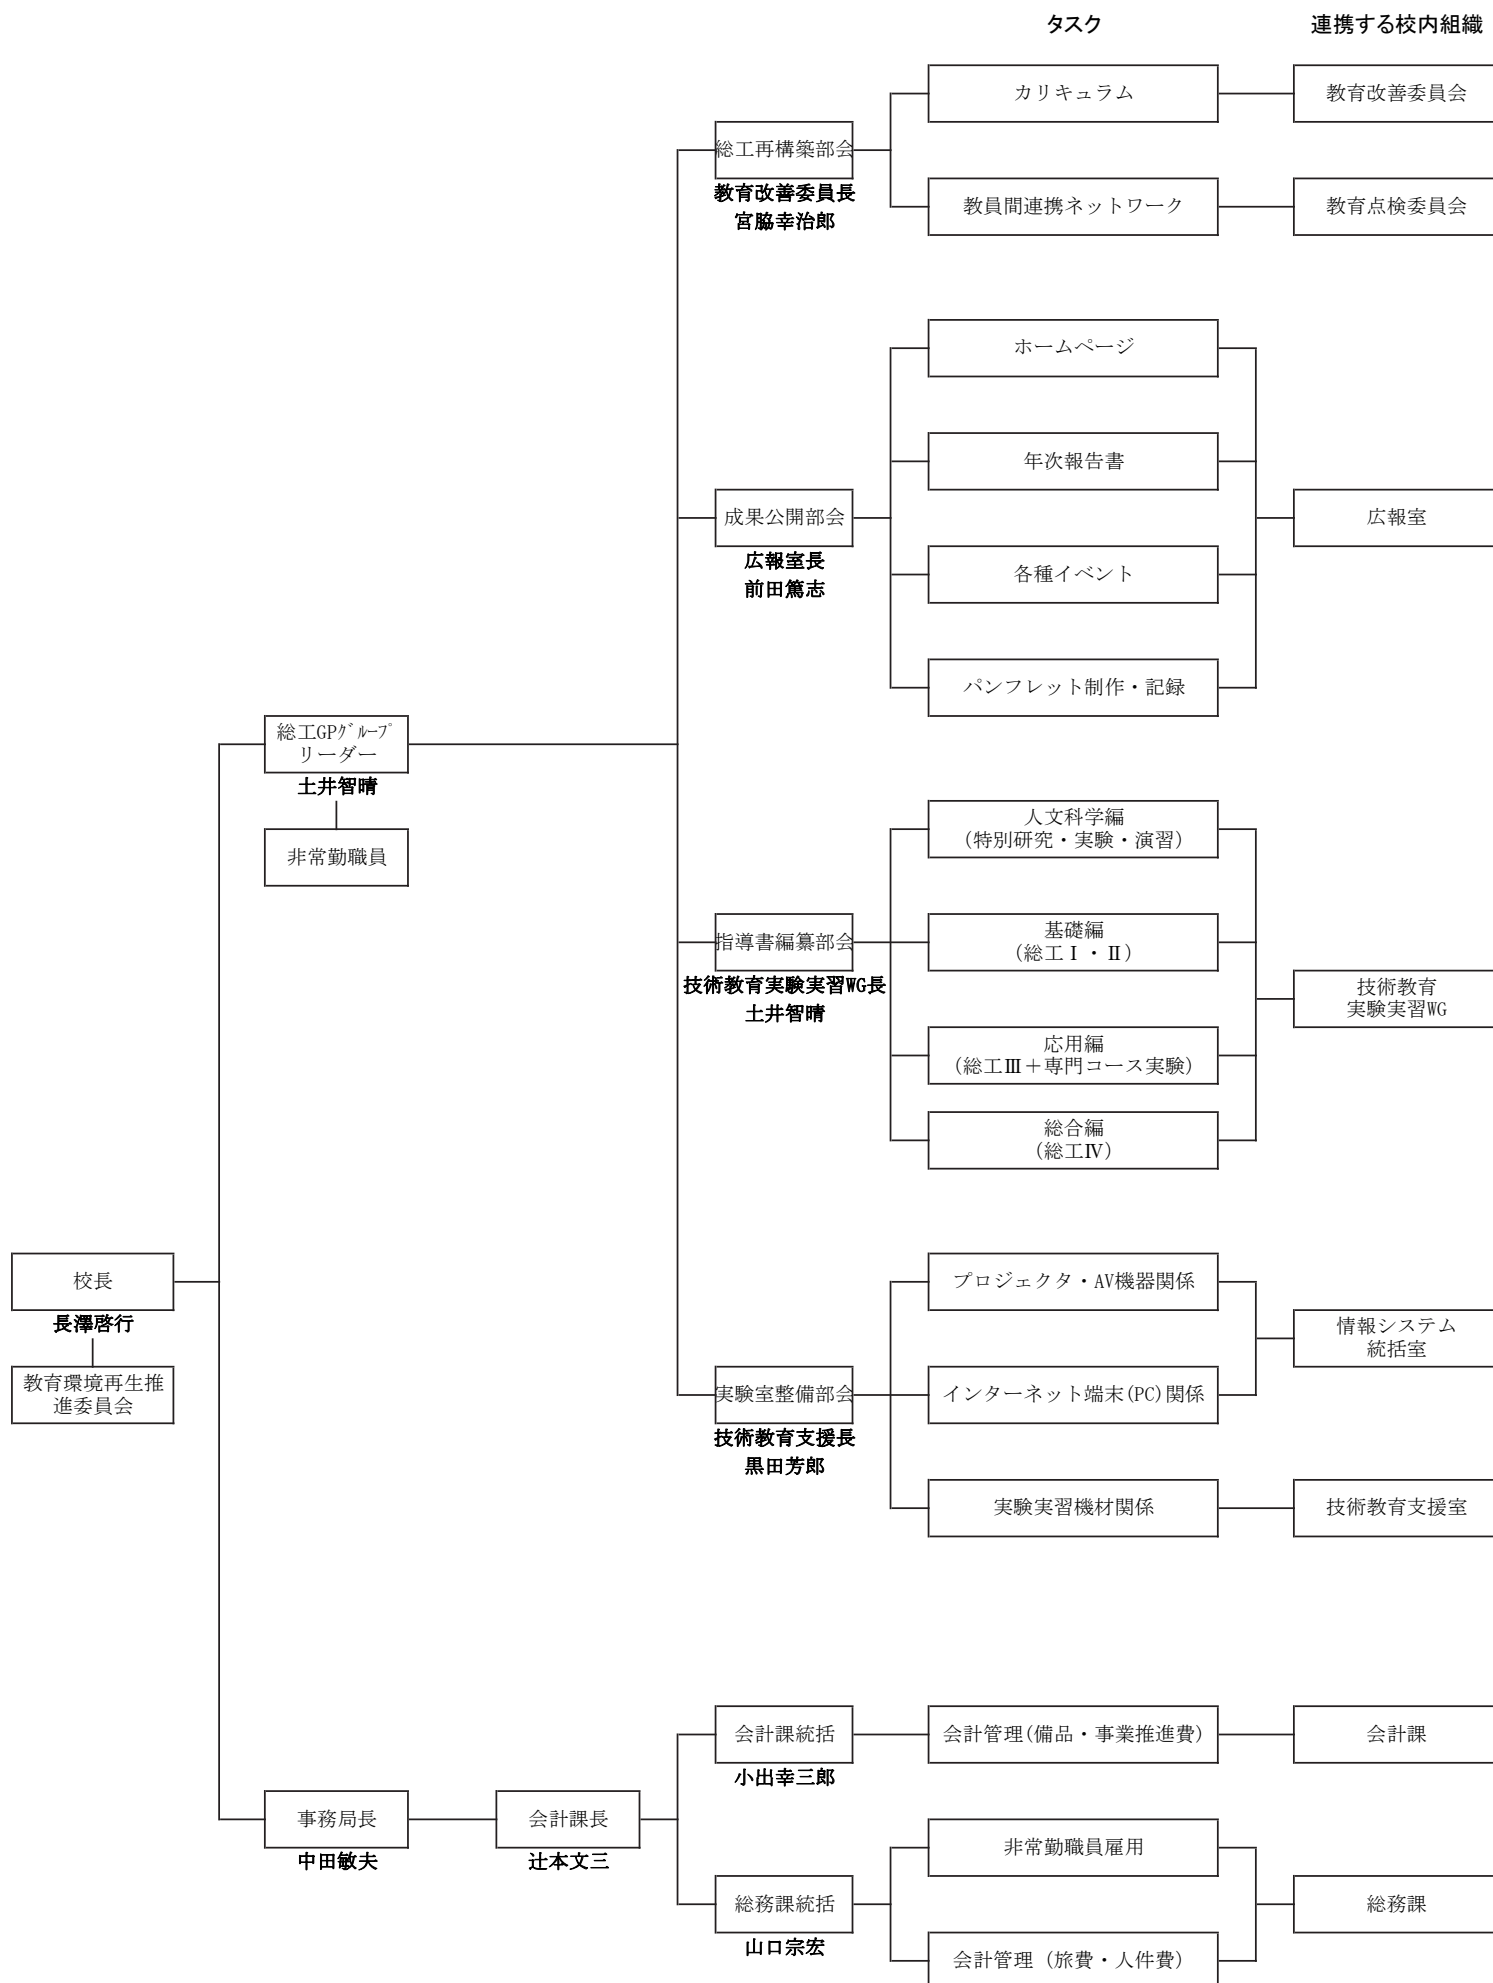 タスク
連携する校内組織
カリキュラム
教育改善委員会
総工再構築部会
教育改善委員長
宮脇幸治郎
教員間連携ネットワーク
教育点検委員会
ホームページ
年次報告書
成果公開部会
広報室長
前田篤志
広報室
各種イベント
パンフレット制作・記録
総工GPグループ
リーダー
土井智晴
非常勤職員
人文科学編
(特別研究・実験・演習)
基礎編
(総工Ⅰ・Ⅱ)
指導書編纂部会
技術教育実験実習WG長
土井智晴
技術教育
実験実習WG
応用編
(総工Ⅲ＋専門コース実験)
総合編
(総工Ⅳ)
校長
長澤啓行
教育環境再生推
進委員会
プロジェクタ・AV機器関係
情報システム
統括室
実験室整備部会
技術教育支援長
黒田芳郎
インターネット端末(PC)関係
実験実習機材関係
技術教育支援室
会計課統括
小出幸三郎
会計管理(備品・事業推進費)
会計課
事務局長
中田敏夫
会計課長
辻本文三
非常勤職員雇用
総務課統括
山口宗宏
総務課
会計管理（旅費・人件費）